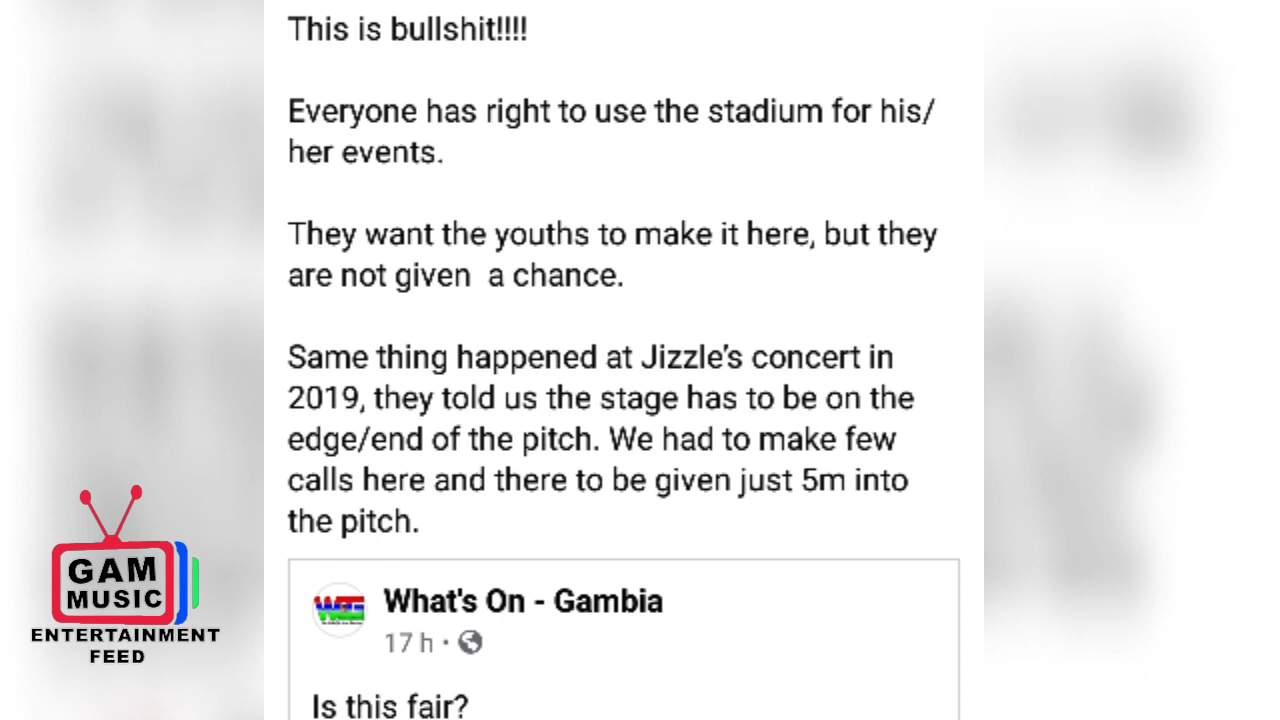 This is bullshit!!!!
Everyone has right to use the stadium for his/
her events.
They want the youths to make it here, but they
are not given  a chance.
Same thing happened at Jizzle's concert in
2019, they told us the stage has to be on the
edge/end of the pitch. We had to make few
calls here and there to be given just 5m into
the pitch.
What's On - Gambia
17 h ·
Is this fair?
GAM
MUSIC
ENTERTAINMENT
FEED